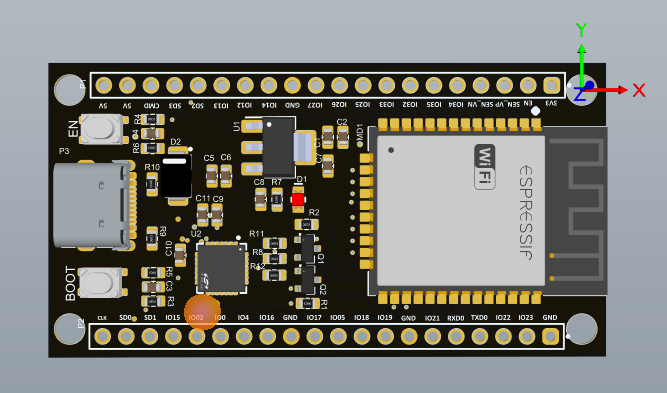 Y
X
Z
P1
5V 5V CMD SD3 SD2 IO13 IO12 IO14 GND IO27 IO26 IO25 IO33 IO32 IO35 IO34 SEN_VN SEN_VP EN 3V3
EN
R4
R6
P3
D2
R10
U1
C5 C6
C2
MD1
C8 R7 D1
C11 C9
R2
R9
U2
C10
R11
R8
R12
Q1
Q2
R1
BOOT
R5
C3
R3
WiFi
ESPRESSIF
P2
CLK SD0 SD1 IO15 IO02 IO0 IO4 IO16 GND IO17 IO05 IO18 IO19 GND IO21 RXD0 TXD0 IO22 IO23 GND